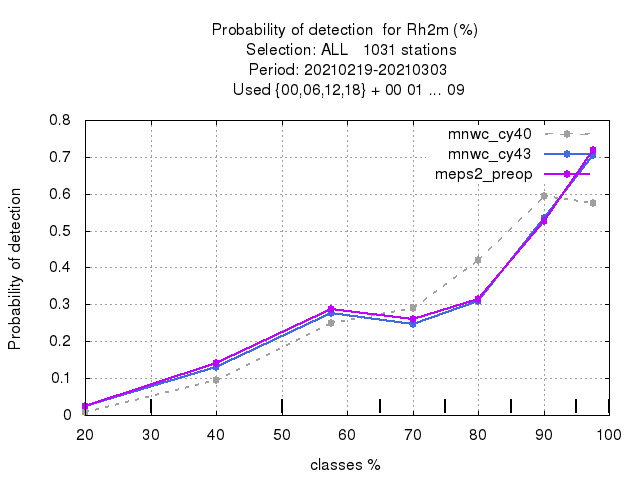 Probability of detection  for Rh2m (%)
Selection: ALL   1031 stations
Period: 20210219-20210303
Used {00,06,12,18} + 00 01 ... 09
mnwc_cy40
mnwc_cy43
meps2_preop
Probability of detection
0.8
0.7
0.6
0.5
0.4
0.3
0.2
0.1
0
20 30 40 50 60 70 80 90 100
classes %